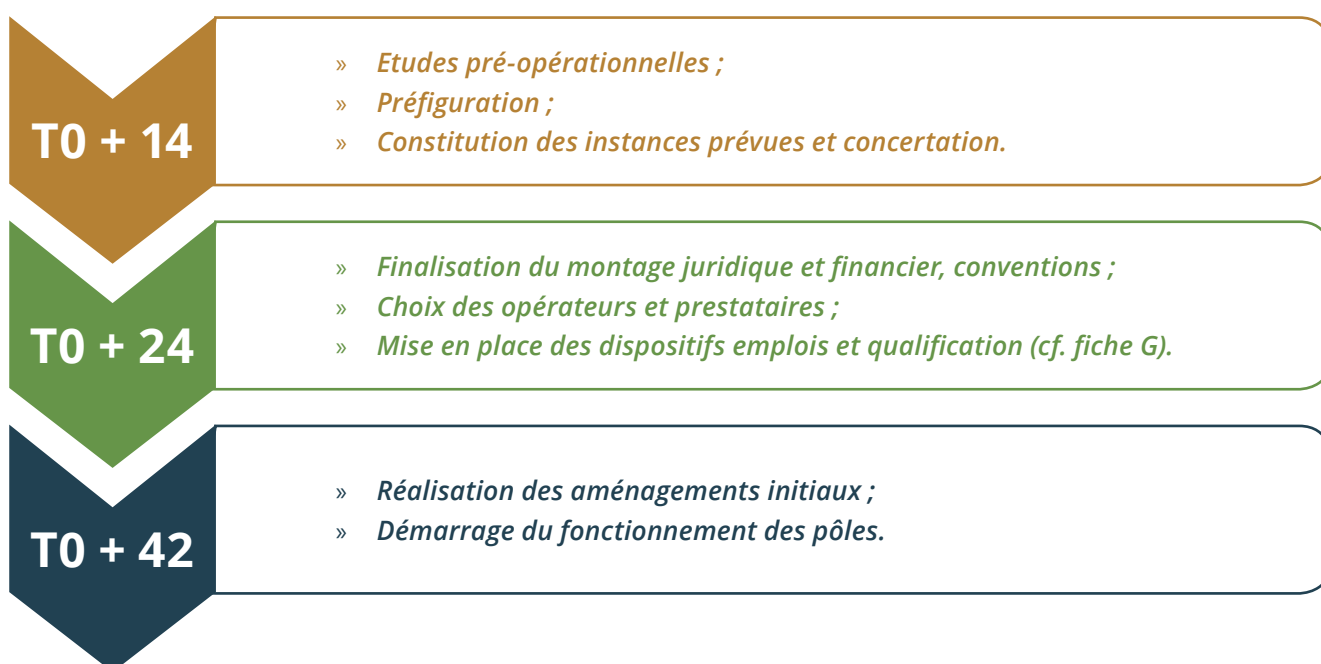 T0 + 14
» Etudes pré-opérationnelles ;
» Préfiguration ;
» Constitution des instances prévues et concertation.
T0 + 24
» Finalisation du montage juridique et financier, conventions ;
» Choix des opérateurs et prestataires ;
» Mise en place des dispositifs emplois et qualification (cf. fiche G).
T0 + 42
» Réalisation des aménagements initiaux ;
» Démarrage du fonctionnement des pôles.